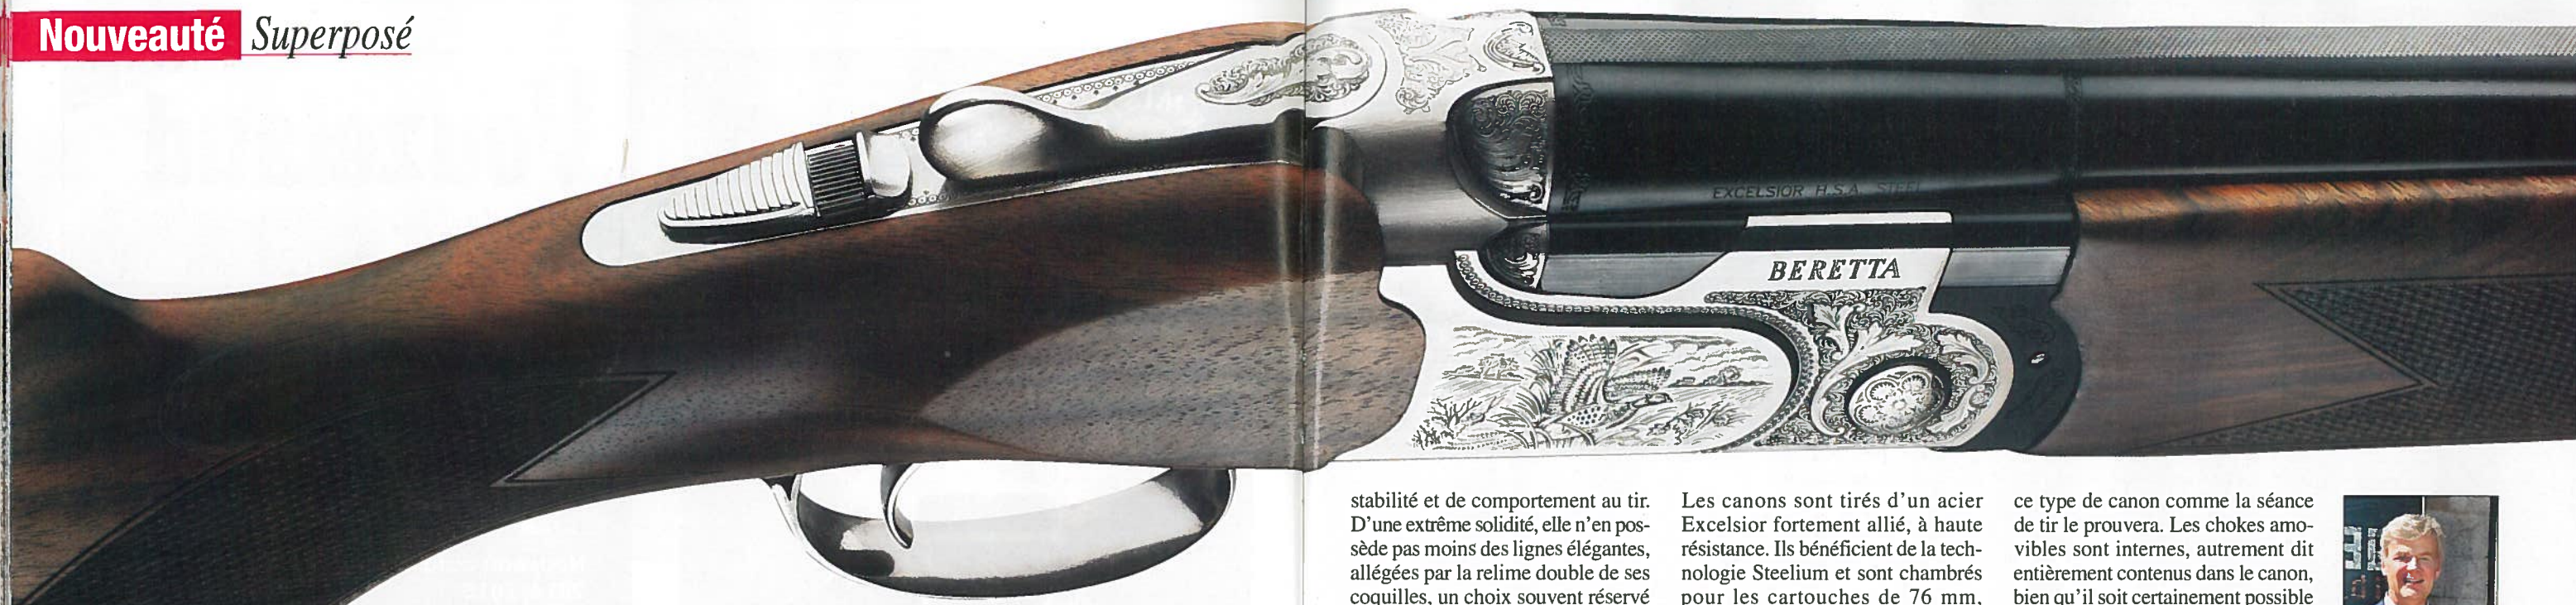 Nouveauté Superposé
EXCELSIOR H.S.A. STEEL
BERETTA
stabilité et de comportement au tir.
D'une extrême solidité, elle n'en pos-
sède pas moins des lignes élégantes,
allégées par la relime double de ses
coquilles, un choix souvent réservé
Les canons sont tirés d'un acier
Excelsior fortement allié, à haute
résistance. Ils bénéficient de la tech-
nologie Steelium et sont chambrés
pour les cartouches de 76 mm,
ce type de canon comme la séance
de tir le prouvera. Les chokes amo-
vibles sont internes, autrement dit
entièrement contenus dans le canon,
bien qu'il soit certainement possible